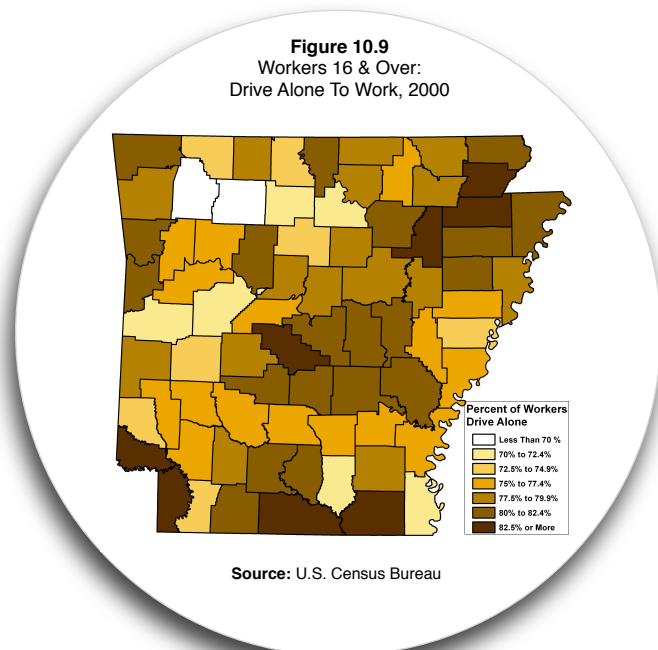 Figure 10.9
Workers 16 & Over:
Drive Alone To Work, 2000
Percent of Workers
Drive Alone
Less Than 70 %
70% to 72.4%
72.5% to 74.9%
75% to 77.4%
77.5% to 79.9%
80% to 82.4%
82.5% or More
Source: U.S. Census Bureau